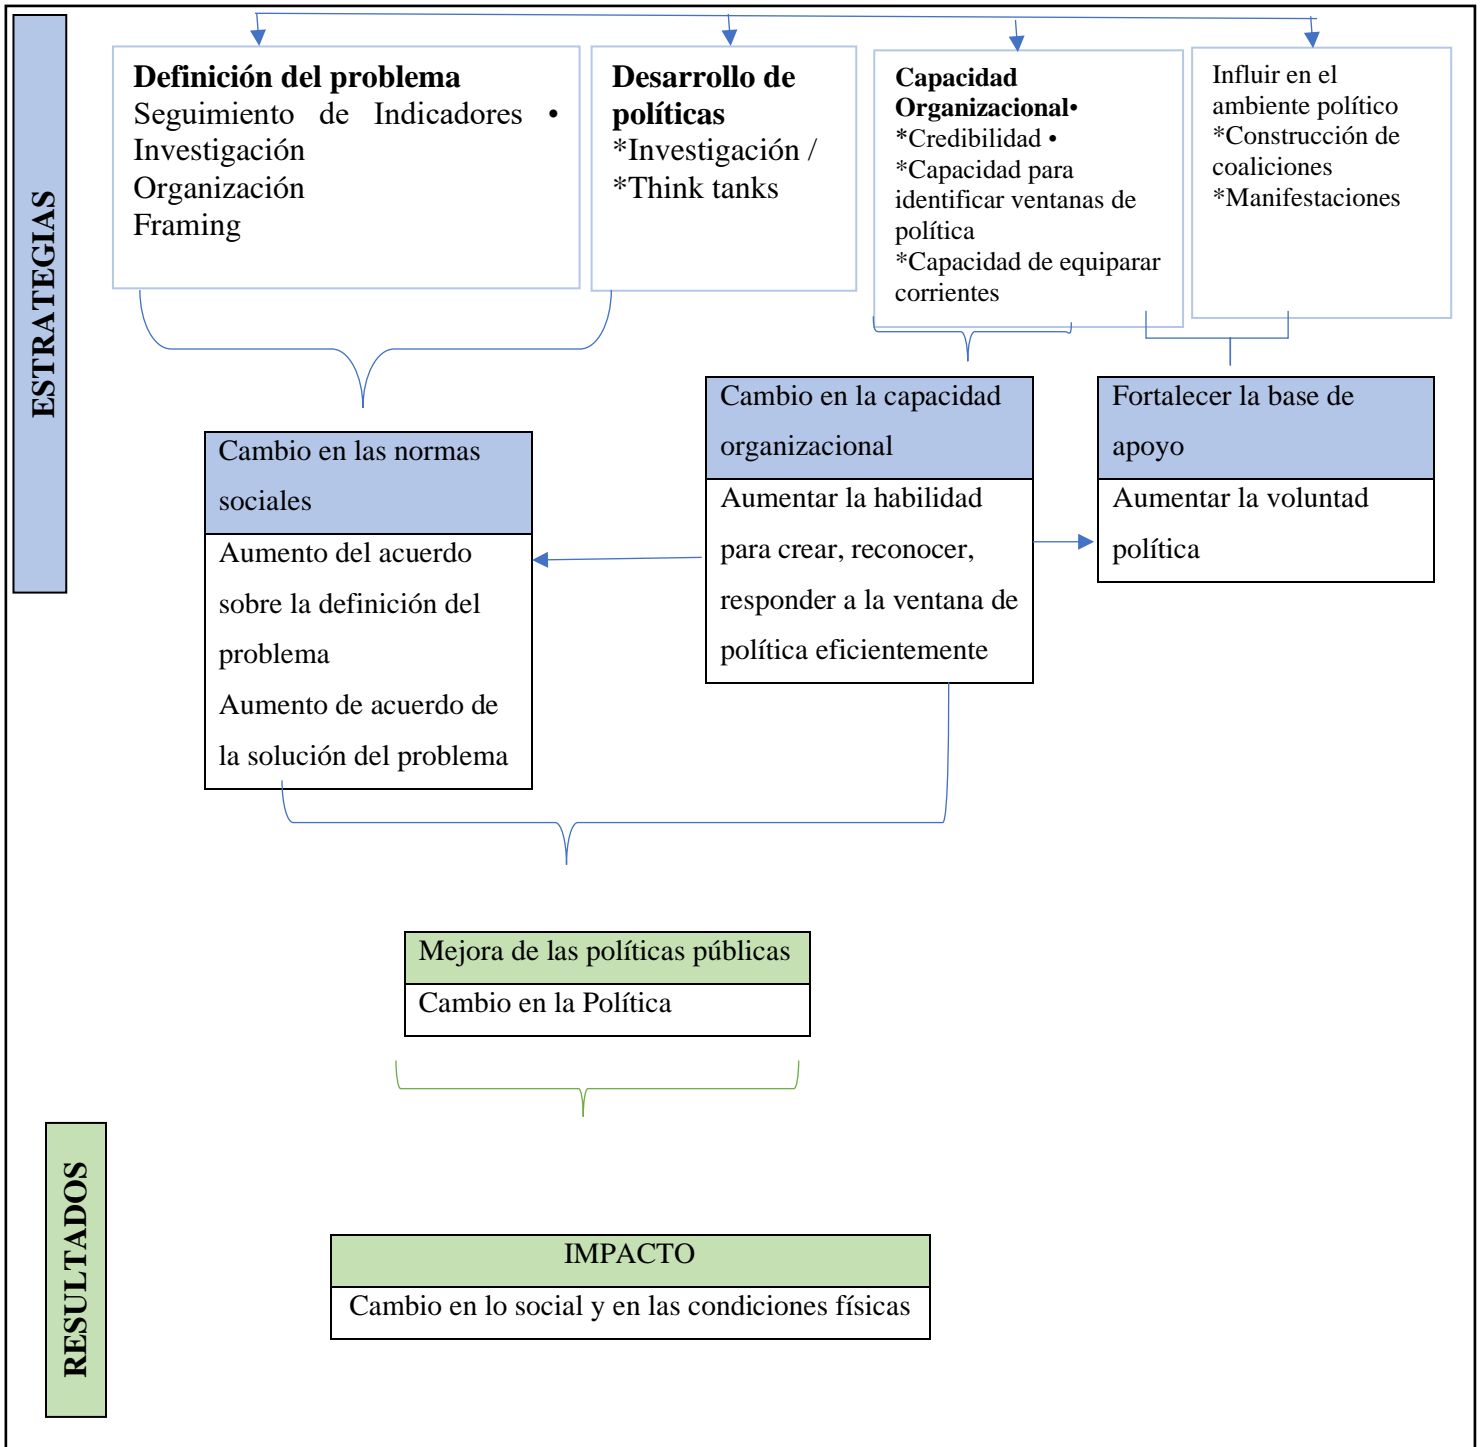 ESTRATEGIAS
Definición del problema
Seguimiento de Indicadores •
Investigación
Organización
Framing
Desarrollo de
políticas
*Investigación /
*Think tanks
Capacidad
Organizacional•
*Credibilidad •
*Capacidad para
identificar ventanas de
política
*Capacidad de equiparar
corrientes
Influir en el
ambiente político
*Construcción de
coaliciones
*Manifestaciones
Cambio en las normas
sociales
Aumento del acuerdo
sobre la definición del
problema
Aumento de acuerdo de
la solución del problema
Cambio en la capacidad
organizacional
Aumentar la habilidad
para crear, reconocer,
responder a la ventana de
política eficientemente
Fortalecer la base de
apoyo
Aumentar la voluntad
política
Mejora de las políticas públicas
Cambio en la Política
RESULTADOS
IMPACTO
Cambio en lo social y en las condiciones físicas